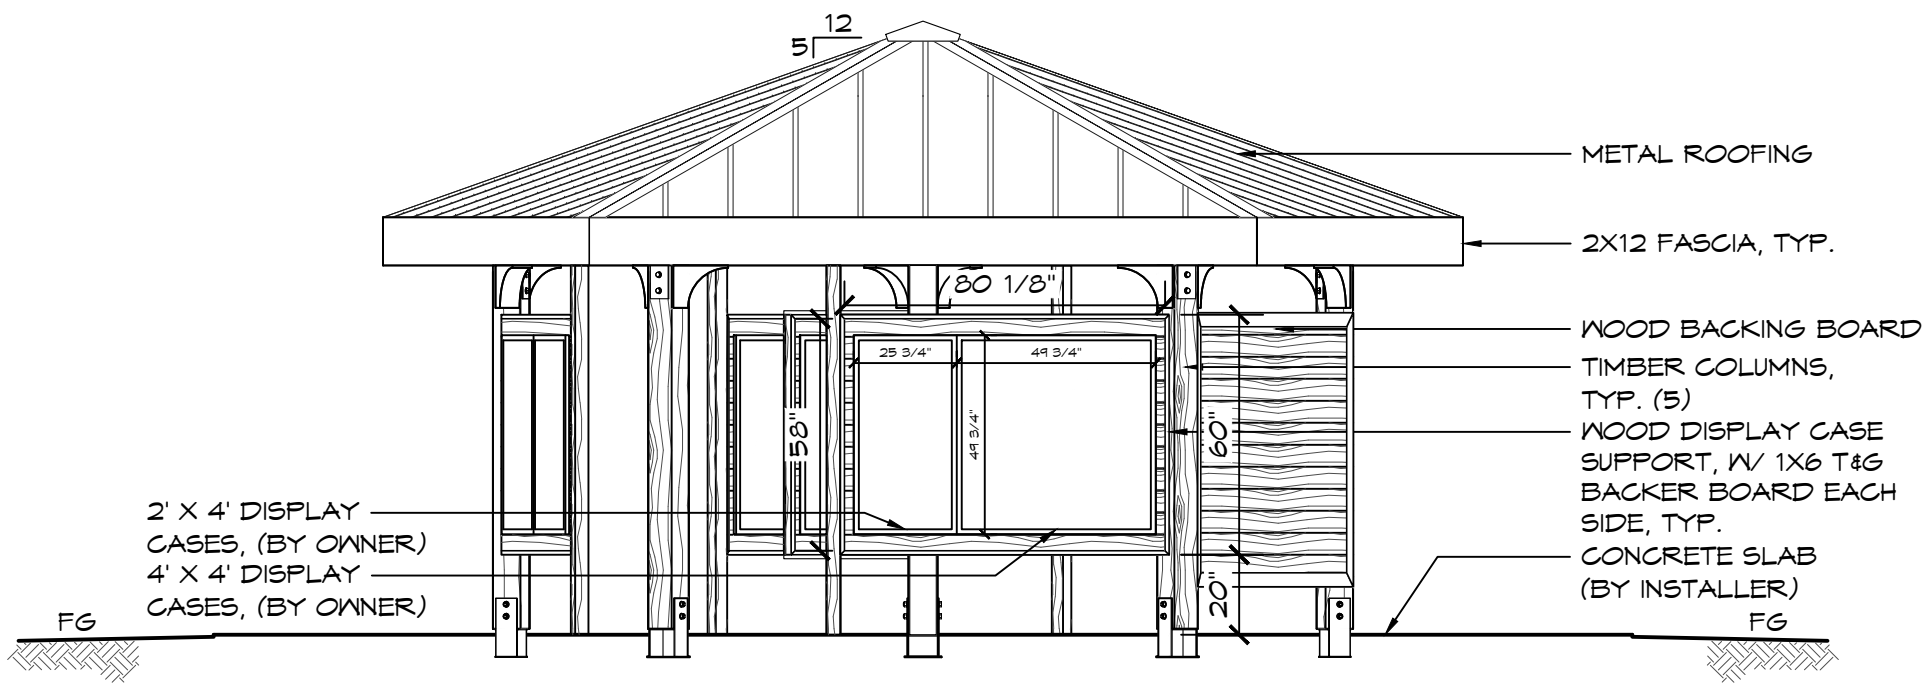 12
5
METAL ROOFING
2X12 FASCIA, TYP.
80 1/8"
WOOD BACKING BOARD
25 3/4"
49 3/4"
TIMBER COLUMNS,
TYP. (5)
58"
49 3/4"
60"
WOOD DISPLAY CASE
SUPPORT, W/ 1X6 T&G
BACKER BOARD EACH
SIDE, TYP.
2' X 4' DISPLAY
CASES, (BY OWNER)
4' X 4' DISPLAY
CASES, (BY OWNER)
20"
CONCRETE SLAB
(BY INSTALLER)
FG
FG